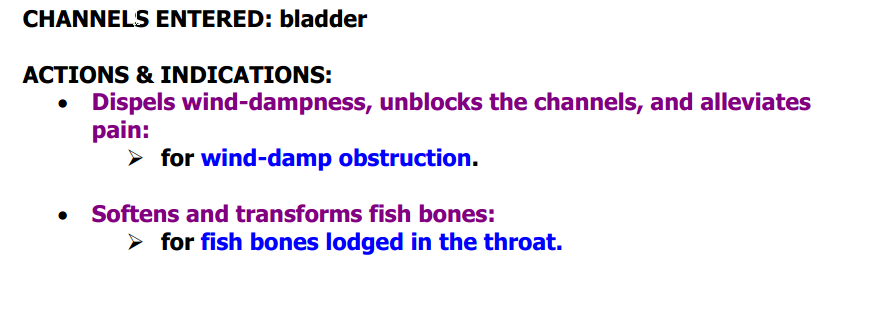 CHANNELS ENTERED: bladder
ACTIONS & INDICATIONS:
• Dispels wind-dampness, unblocks the channels, and alleviates
pain:
➢ for wind-damp obstruction.
• Softens and transforms fish bones:
➢ for fish bones lodged in the throat.